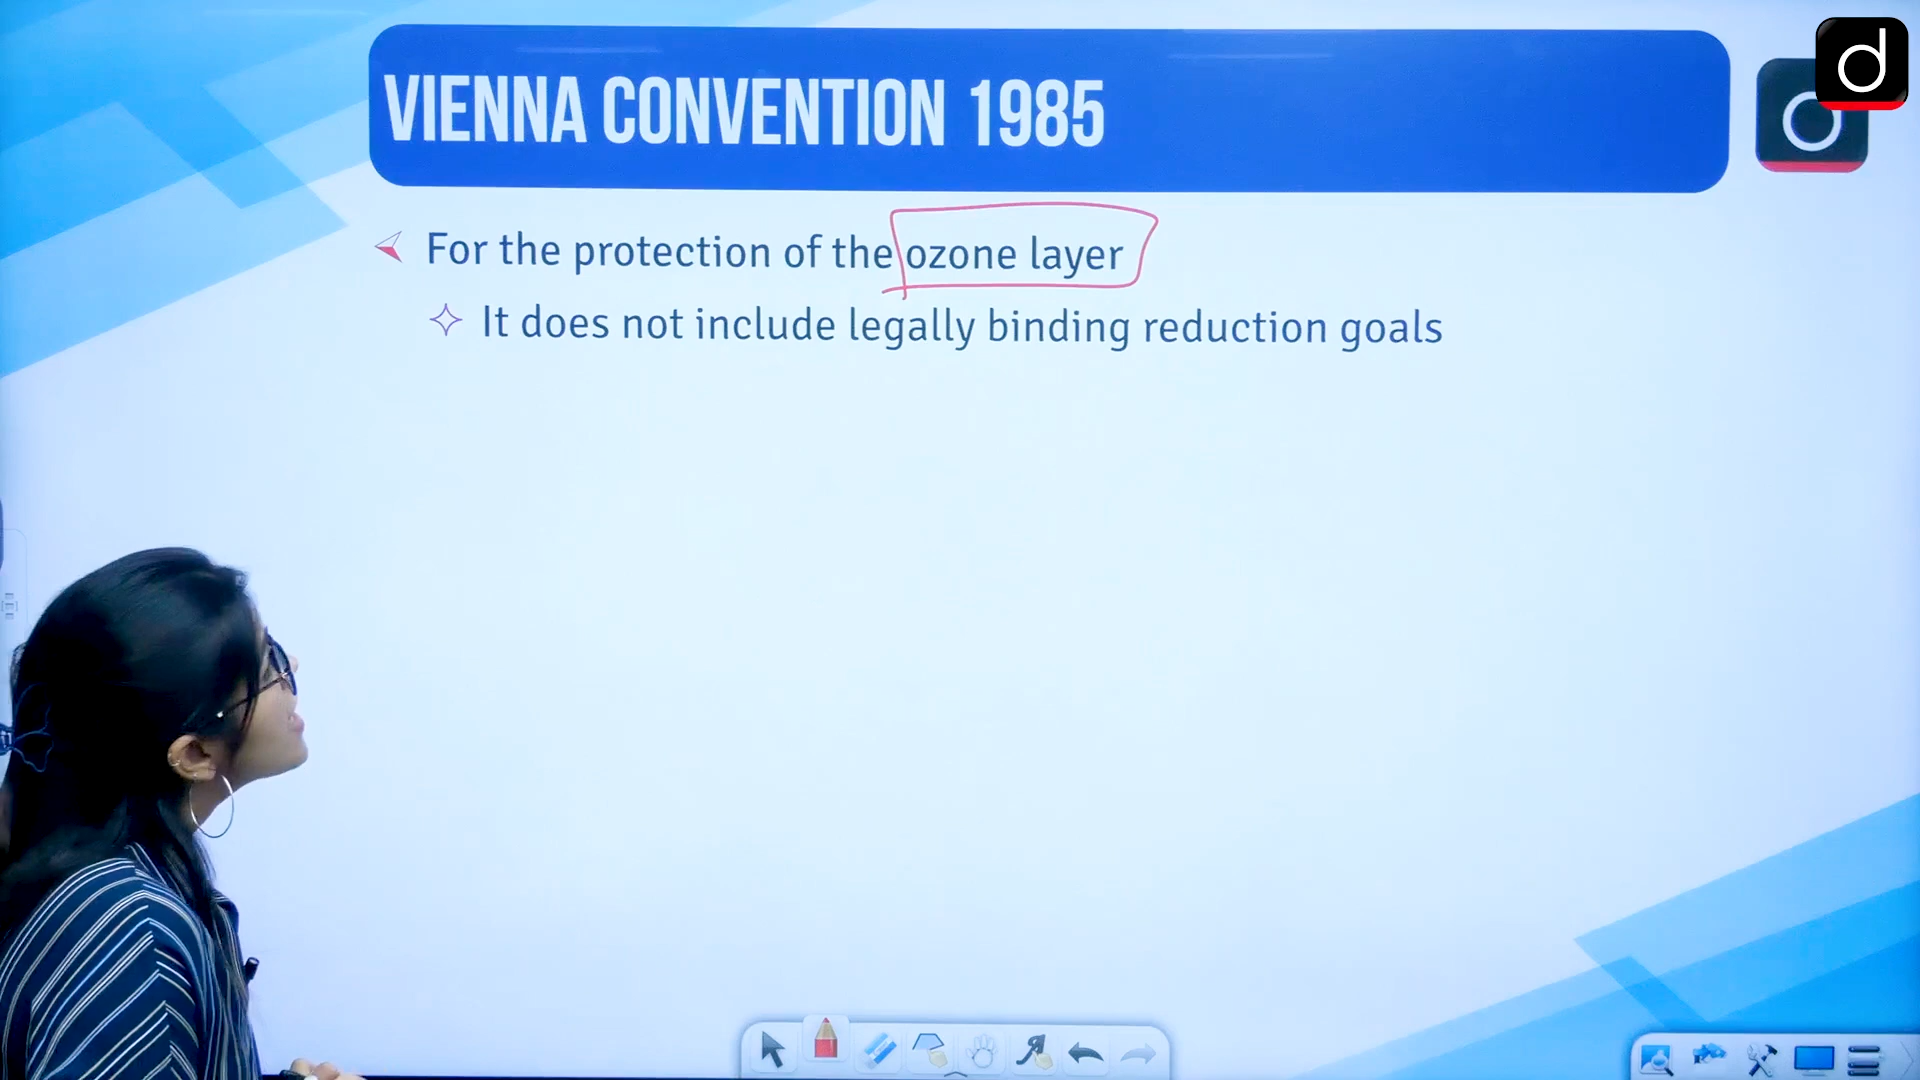 VIENNA CONVENTION 1985
For the protection of the ozone layer
It does not include legally binding reduction goals